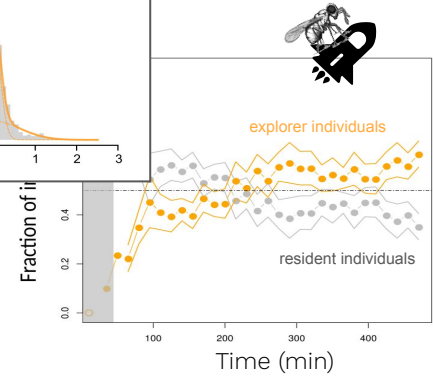 1 2 3
explorer individuals
resident individuals
Fraction of
0.4
0.2
0.0
100 200 300 400
Time (min)